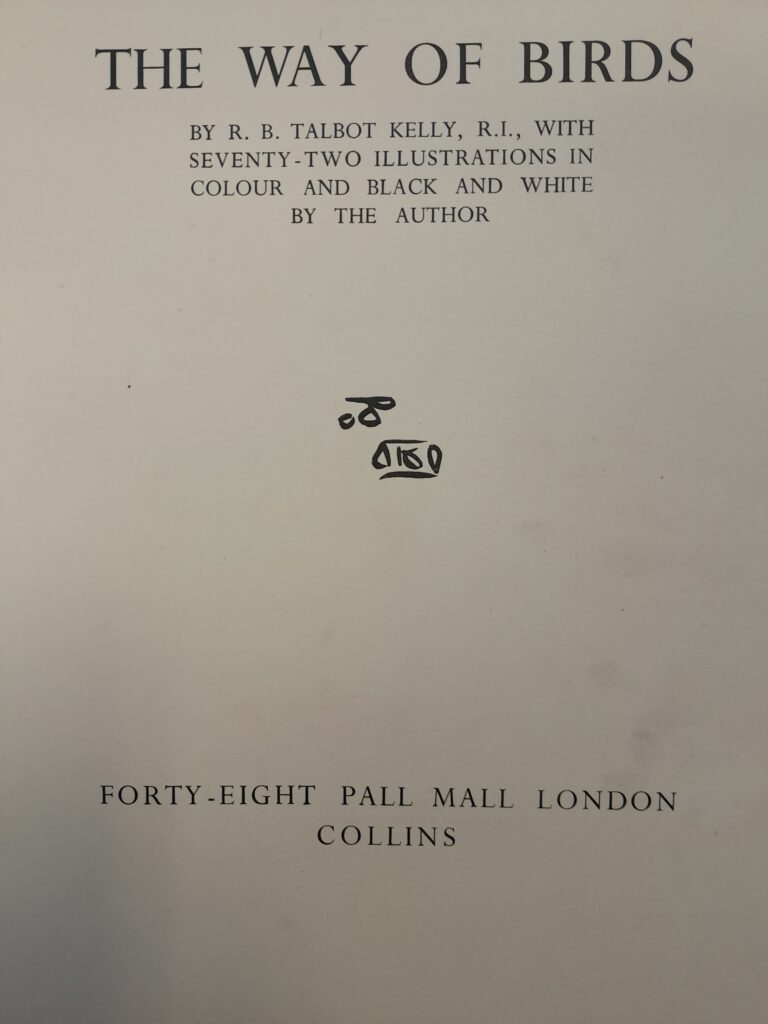 THE WAY OF BIRDS
BY R. B. TALBOT KELLY, R.I., WITH
SEVENTY-TWO ILLUSTRATIONS IN
COLOUR AND BLACK AND WHITE
BY THE AUTHOR
FORTY-EIGHT PALL MALL LONDON
COLLINS